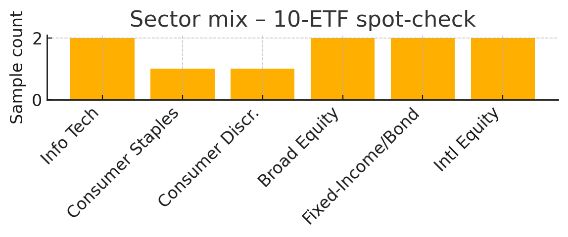 Sector mix – 10-ETF spot-check
Sample count
2
0
Info Tech
Consumer Staples
Consumer Discr.
Broad Equity
Fixed-Income/Bond
Intl Equity